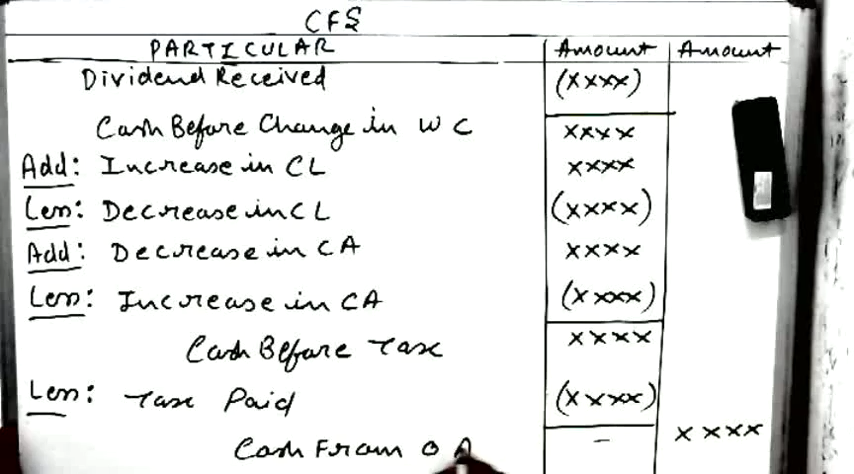 CFS
PARTICULAR Amount Amount
Dividend Received (xxxx)
Cash Before Change in WC xxxx
Add: Increase in CL xxxx
Less: Decrease in CL (xxxx)
Add: Decrease in CA xxxx
Less: Increase in CA (xxxx)
Cash Before Tax xxxx
Less: Tax Paid (xxxx)
Cash From OA - xxxx